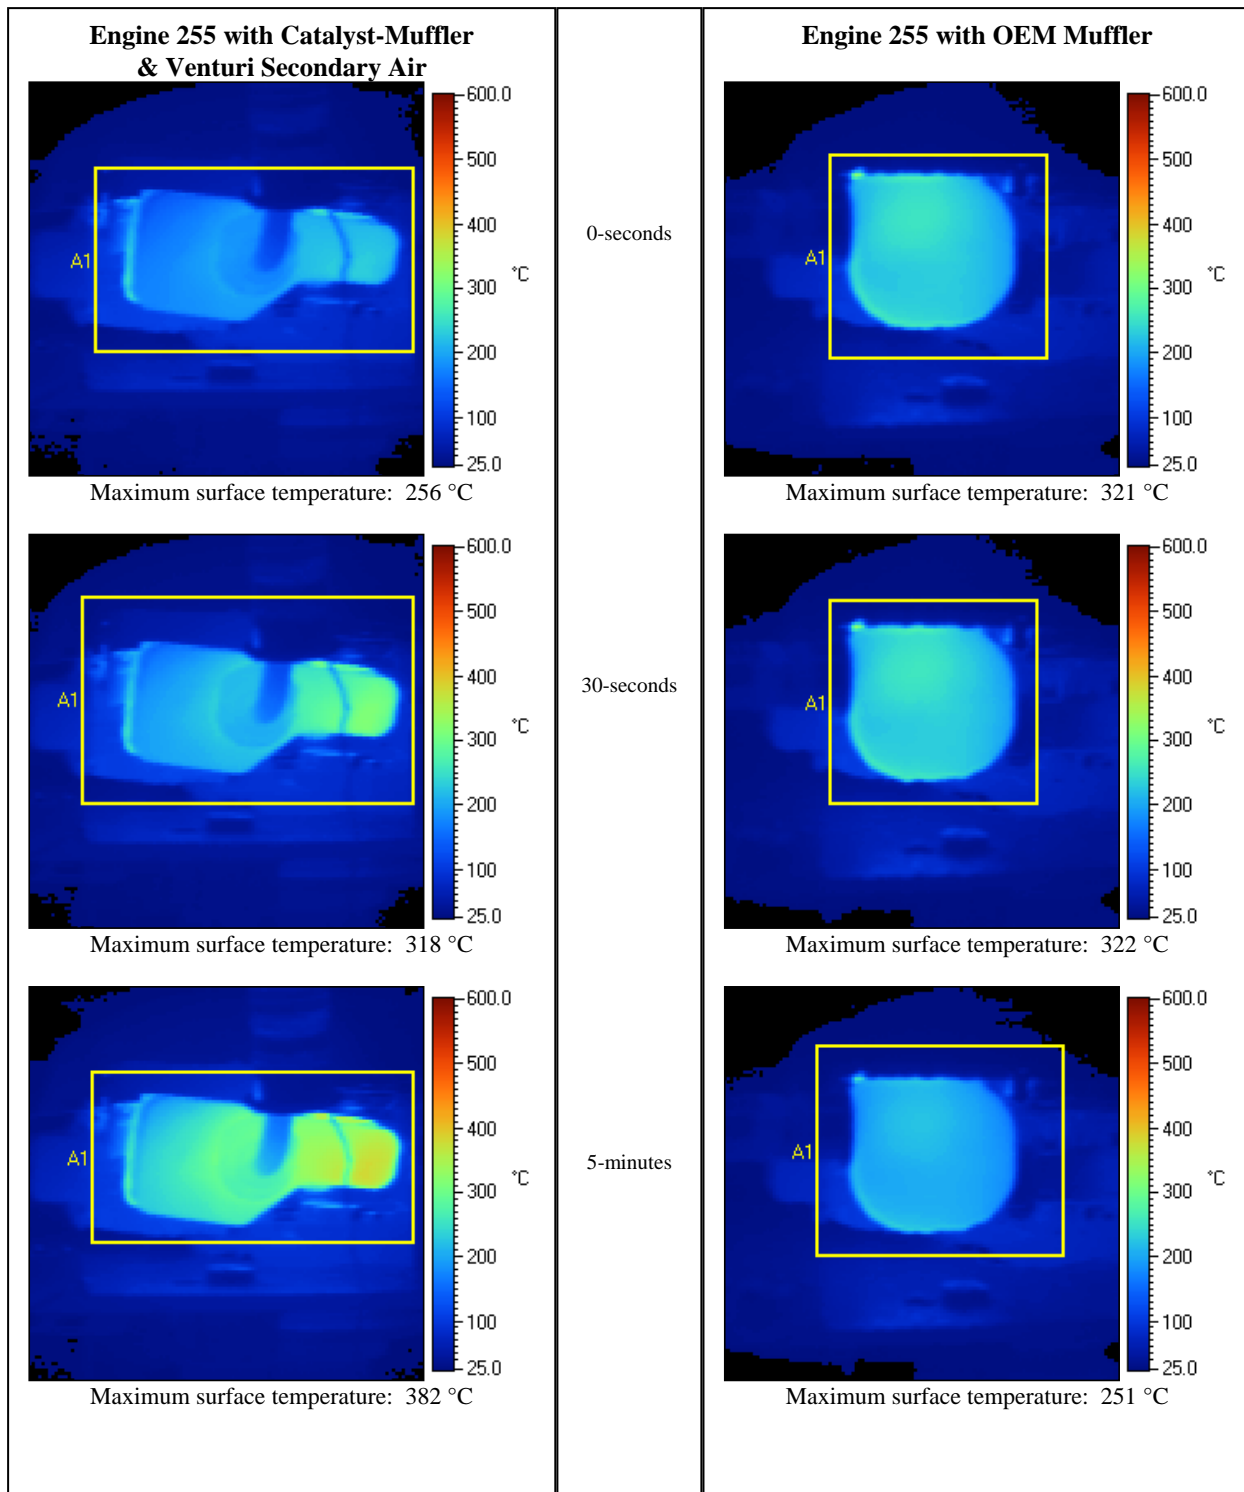 Engine 255 with Catalyst-Muffler
& Venturi Secondary Air
600.0
500
400
°C
300
200
100
25.0
A1
Maximum surface temperature: 256 °C
600.0
500
400
°C
300
200
100
25.0
A1
Maximum surface temperature: 318 °C
600.0
500
400
°C
300
200
100
25.0
A1
Maximum surface temperature: 382 °C
0-seconds
30-seconds
5-minutes
Engine 255 with OEM Muffler
600.0
500
400
°C
300
200
100
25.0
A1
Maximum surface temperature: 321 °C
600.0
500
400
°C
300
200
100
25.0
A1
Maximum surface temperature: 322 °C
600.0
500
400
°C
300
200
100
25.0
A1
Maximum surface temperature: 251 °C